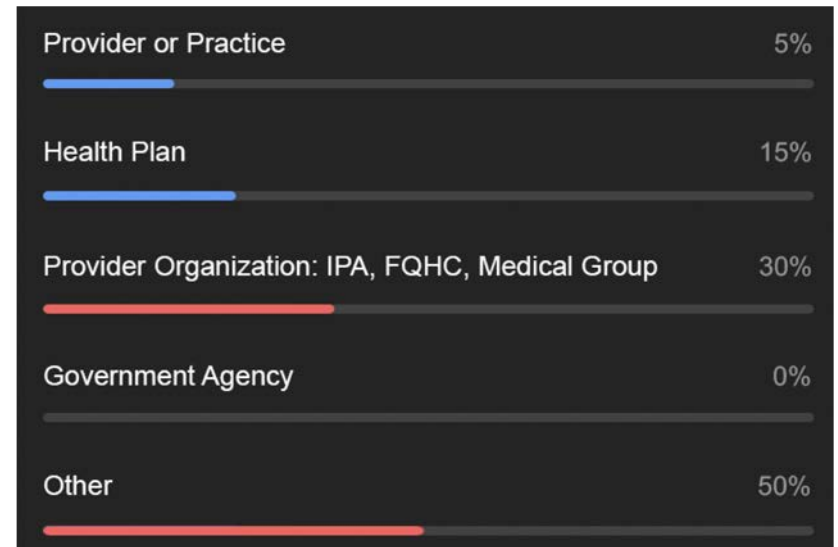 Provider or Practice 5%
Health Plan 15%
Provider Organization: IPA, FQHC, Medical Group 30%
Government Agency 0%
Other 50%